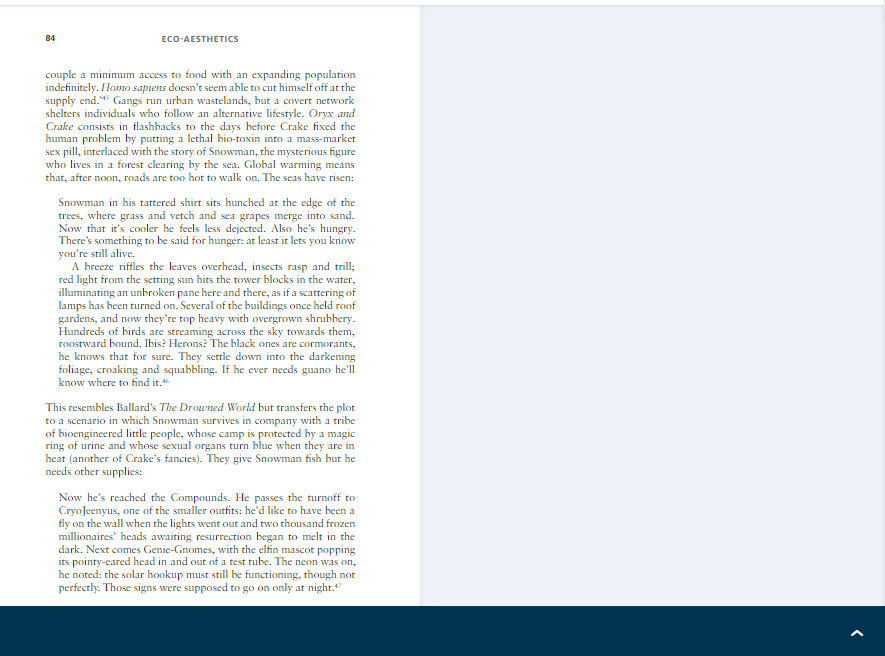 84
ECO-AESTHETICS
couple a minimum access to food with an expanding population
indefinitely. Homo sapiens doesn't seem able to cut himself off at the
supply end.'45 Gangs run urban wastelands, but a covert network
shelters individuals who follow an alternative lifestyle. Oryx and
Crake consists in flashbacks to the days before Crake fixed the
human problem by putting a lethal bio-toxin into a mass-market
sex pill, interlaced with the story of Snowman, the mysterious figure
who lives in a forest clearing by the sea. Global warming means
that, after noon, roads are too hot to walk on. The seas have risen:
Snowman in his tattered shirt sits hunched at the edge of the
trees, where grass and vetch and sea grapes merge into sand.
Now that it's cooler he feels less dejected. Also he's hungry.
There's something to be said for hunger: at least it lets you know
you're still alive.
A breeze riffles the leaves overhead, insects rasp and trill;
red light from the setting sun hits the tower blocks in the water,
illuminating an unbroken pane here and there, as if a scattering of
lamps has been turned on. Several of the buildings once held roof
gardens, and now they're top heavy with overgrown shrubbery.
Hundreds of birds are streaming across the sky towards them,
roostward bound. Ibis? Herons? The black ones are cormorants,
he knows that for sure. They settle down into the darkening
foliage, croaking and squabbling. If he ever needs guano he'll
know where to find it.46
This resembles Ballard's The Drowned World but transfers the plot
to a scenario in which Snowman survives in company with a tribe
of bioengineered little people, whose camp is protected by a magic
ring of urine and whose sexual organs turn blue when they are in
heat (another of Crake's fancies). They give Snowman fish but he
needs other supplies:
Now he's reached the Compounds. He passes the turnoff to
CryoJeenyus, one of the smaller outfits: he'd like to have been a
fly on the wall when the lights went out and two thousand frozen
millionaires' heads awaiting resurrection began to melt in the
dark. Next comes Genie-Gnomes, with the elfin mascot popping
its pointy-eared head in and out of a test tube. The neon was on,
he noted: the solar hookup must still be functioning, though not
perfectly. Those signs were supposed to go on only at night.47